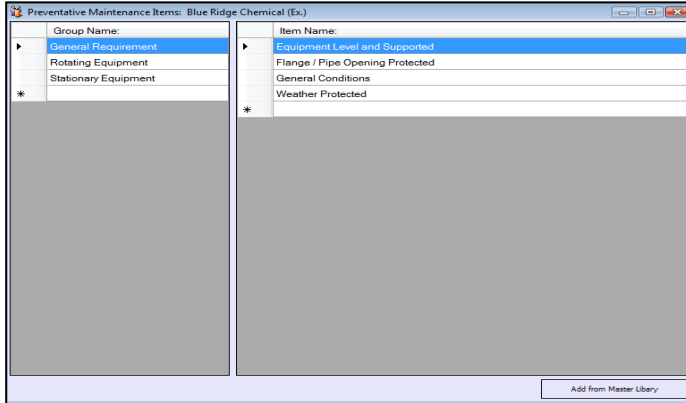 Preventative Maintenance Items: Blue Ridge Chemical (Ex.)
Group Name:
General Requirement
Rotating Equipment
Stationary Equipment
Item Name:
Equipment Level and Supported
Flange / Pipe Opening Protected
General Conditions
Weather Protected
Add from Master Libary